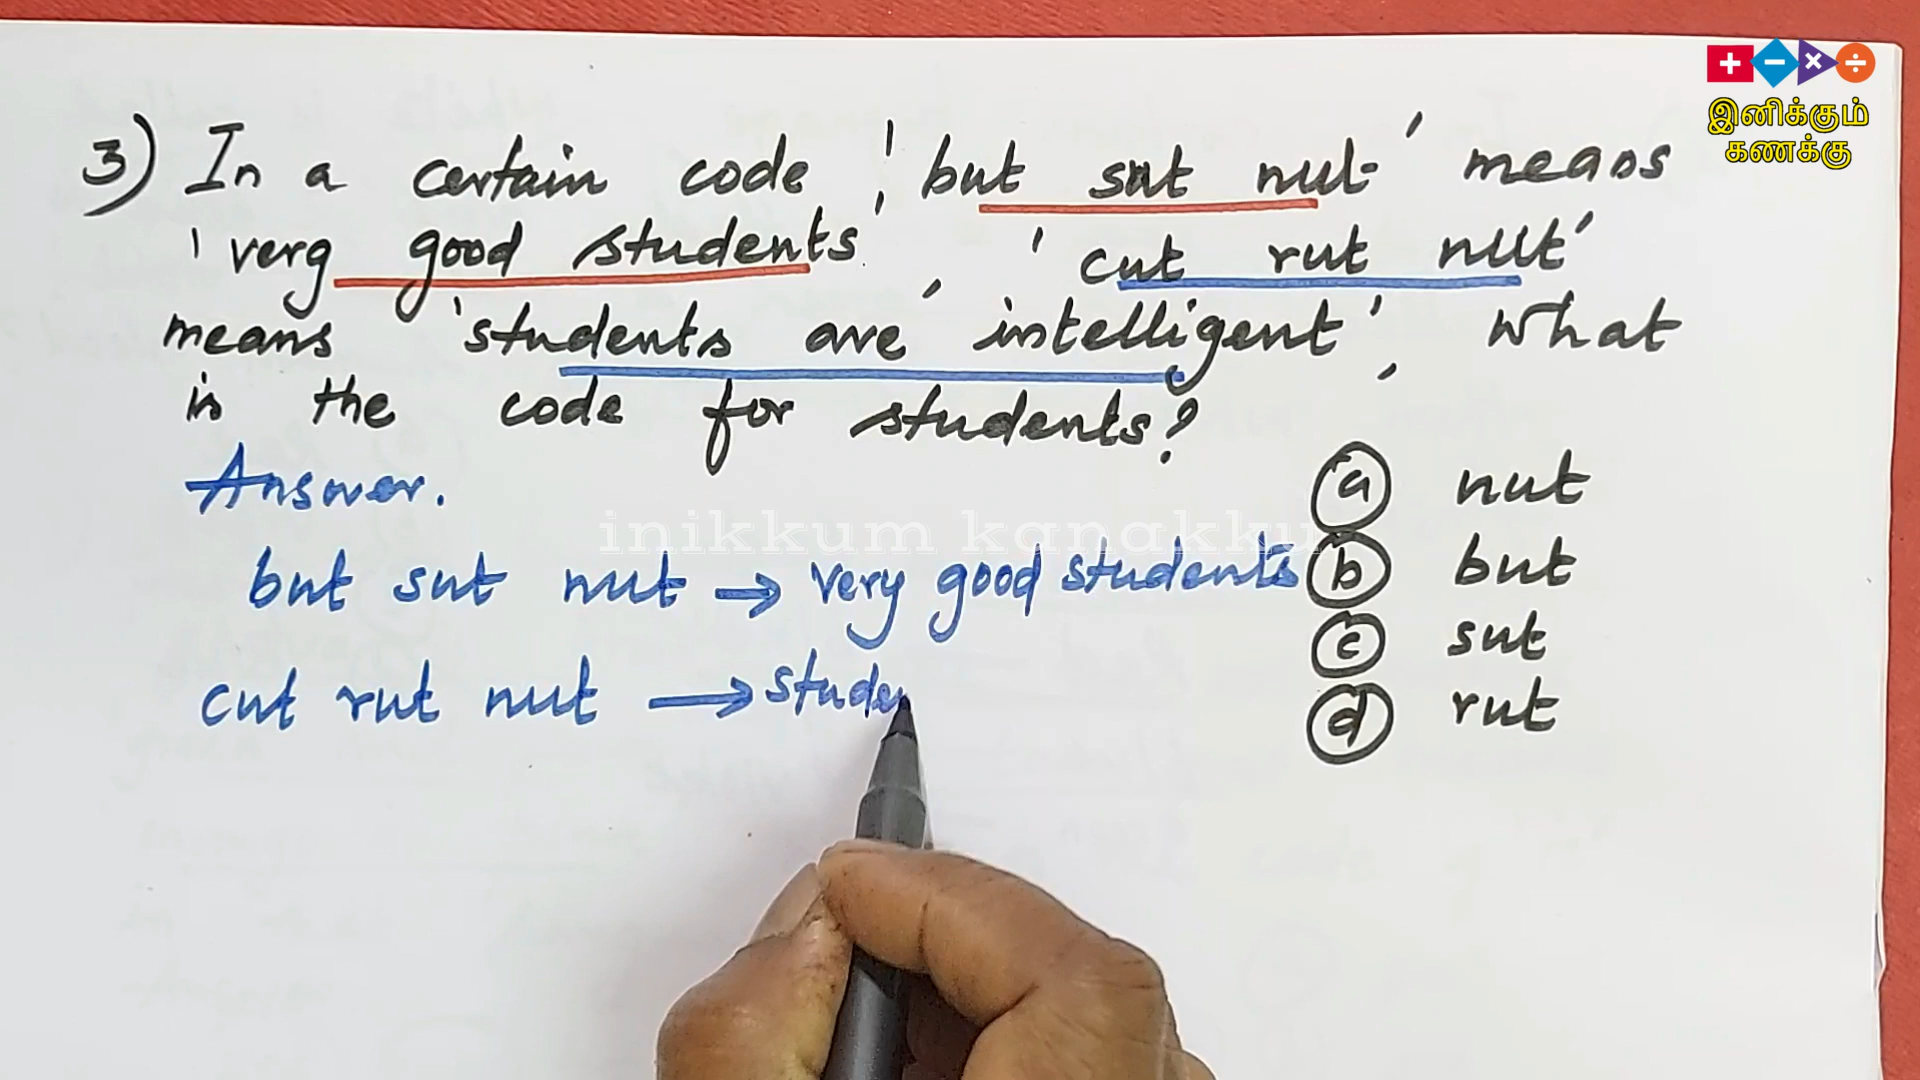 இனிக்கும்
கணக்கு
3) In a certain code, 'but sut nut' means
'very good students', 'cut rut nut'
means 'students are intelligent', What
is the code for students?
Answer.
(a) nut
inikkum kanakku
but sut nut → very good students
(b) but
(c) sut
cut rut nut → studen
(d) rut